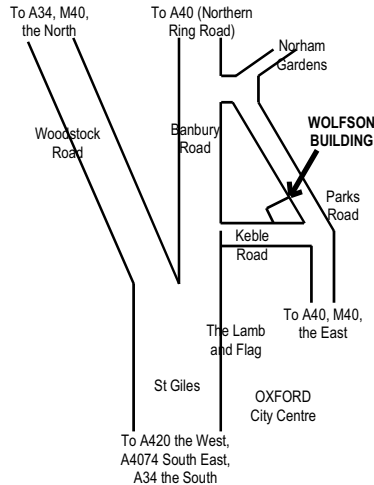 To A34, M40,
the North
To A40 (Northern
Ring Road)
Norham
Gardens
Woodstock
Road
Banbury
Road
WOLFSON
BUILDING
Parks
Road
Keble
Road
To A40, M40,
the East
The Lamb
and Flag
St Giles
OXFORD
City Centre
To A420 the West,
A4074 South East,
A34 the South